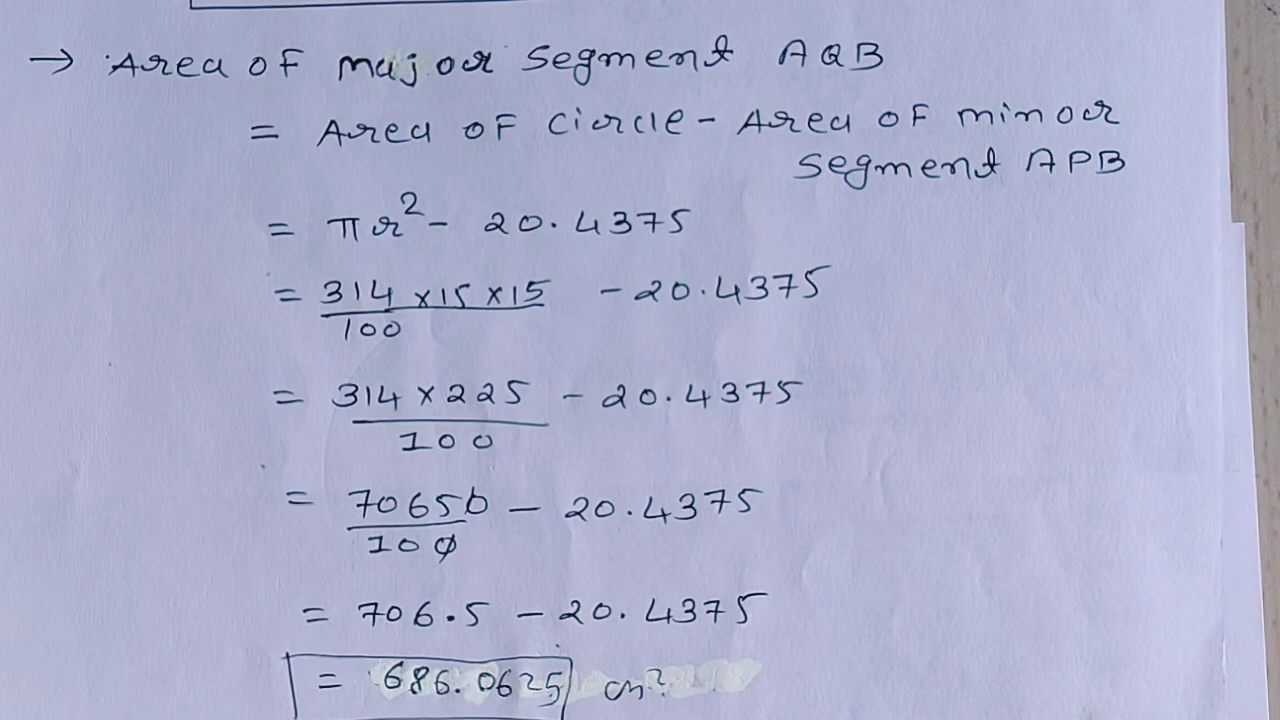 → Area of major segment AQB
= Area of circle - Area of minor
segment APB
= πr² - 20.4375
= 314 × 15 × 15 - 20.4375
100
= 314 × 225 - 20.4375
100
= 70650 - 20.4375
100
= 706.5 - 20.4375
= 686.0625 cm²